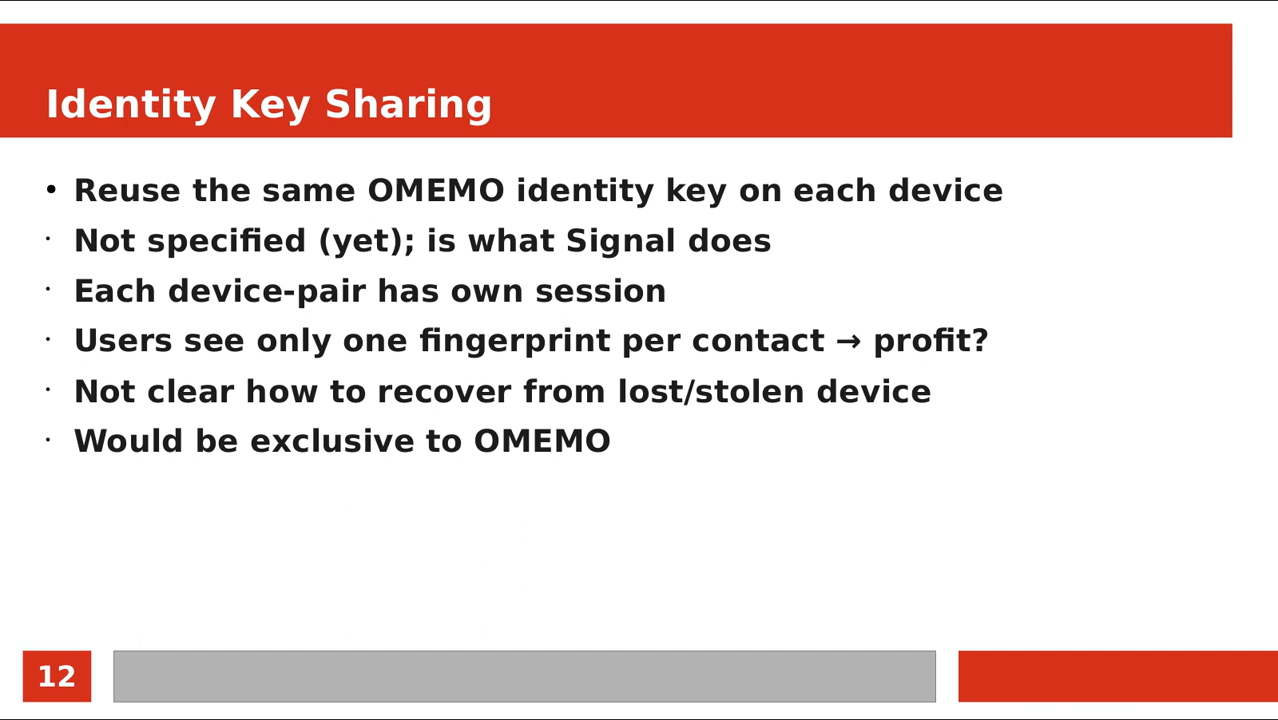 Identity Key Sharing
• Reuse the same OMEMO identity key on each device
· Not specified (yet); is what Signal does
· Each device-pair has own session
· Users see only one fingerprint per contact → profit?
· Not clear how to recover from lost/stolen device
· Would be exclusive to OMEMO
12